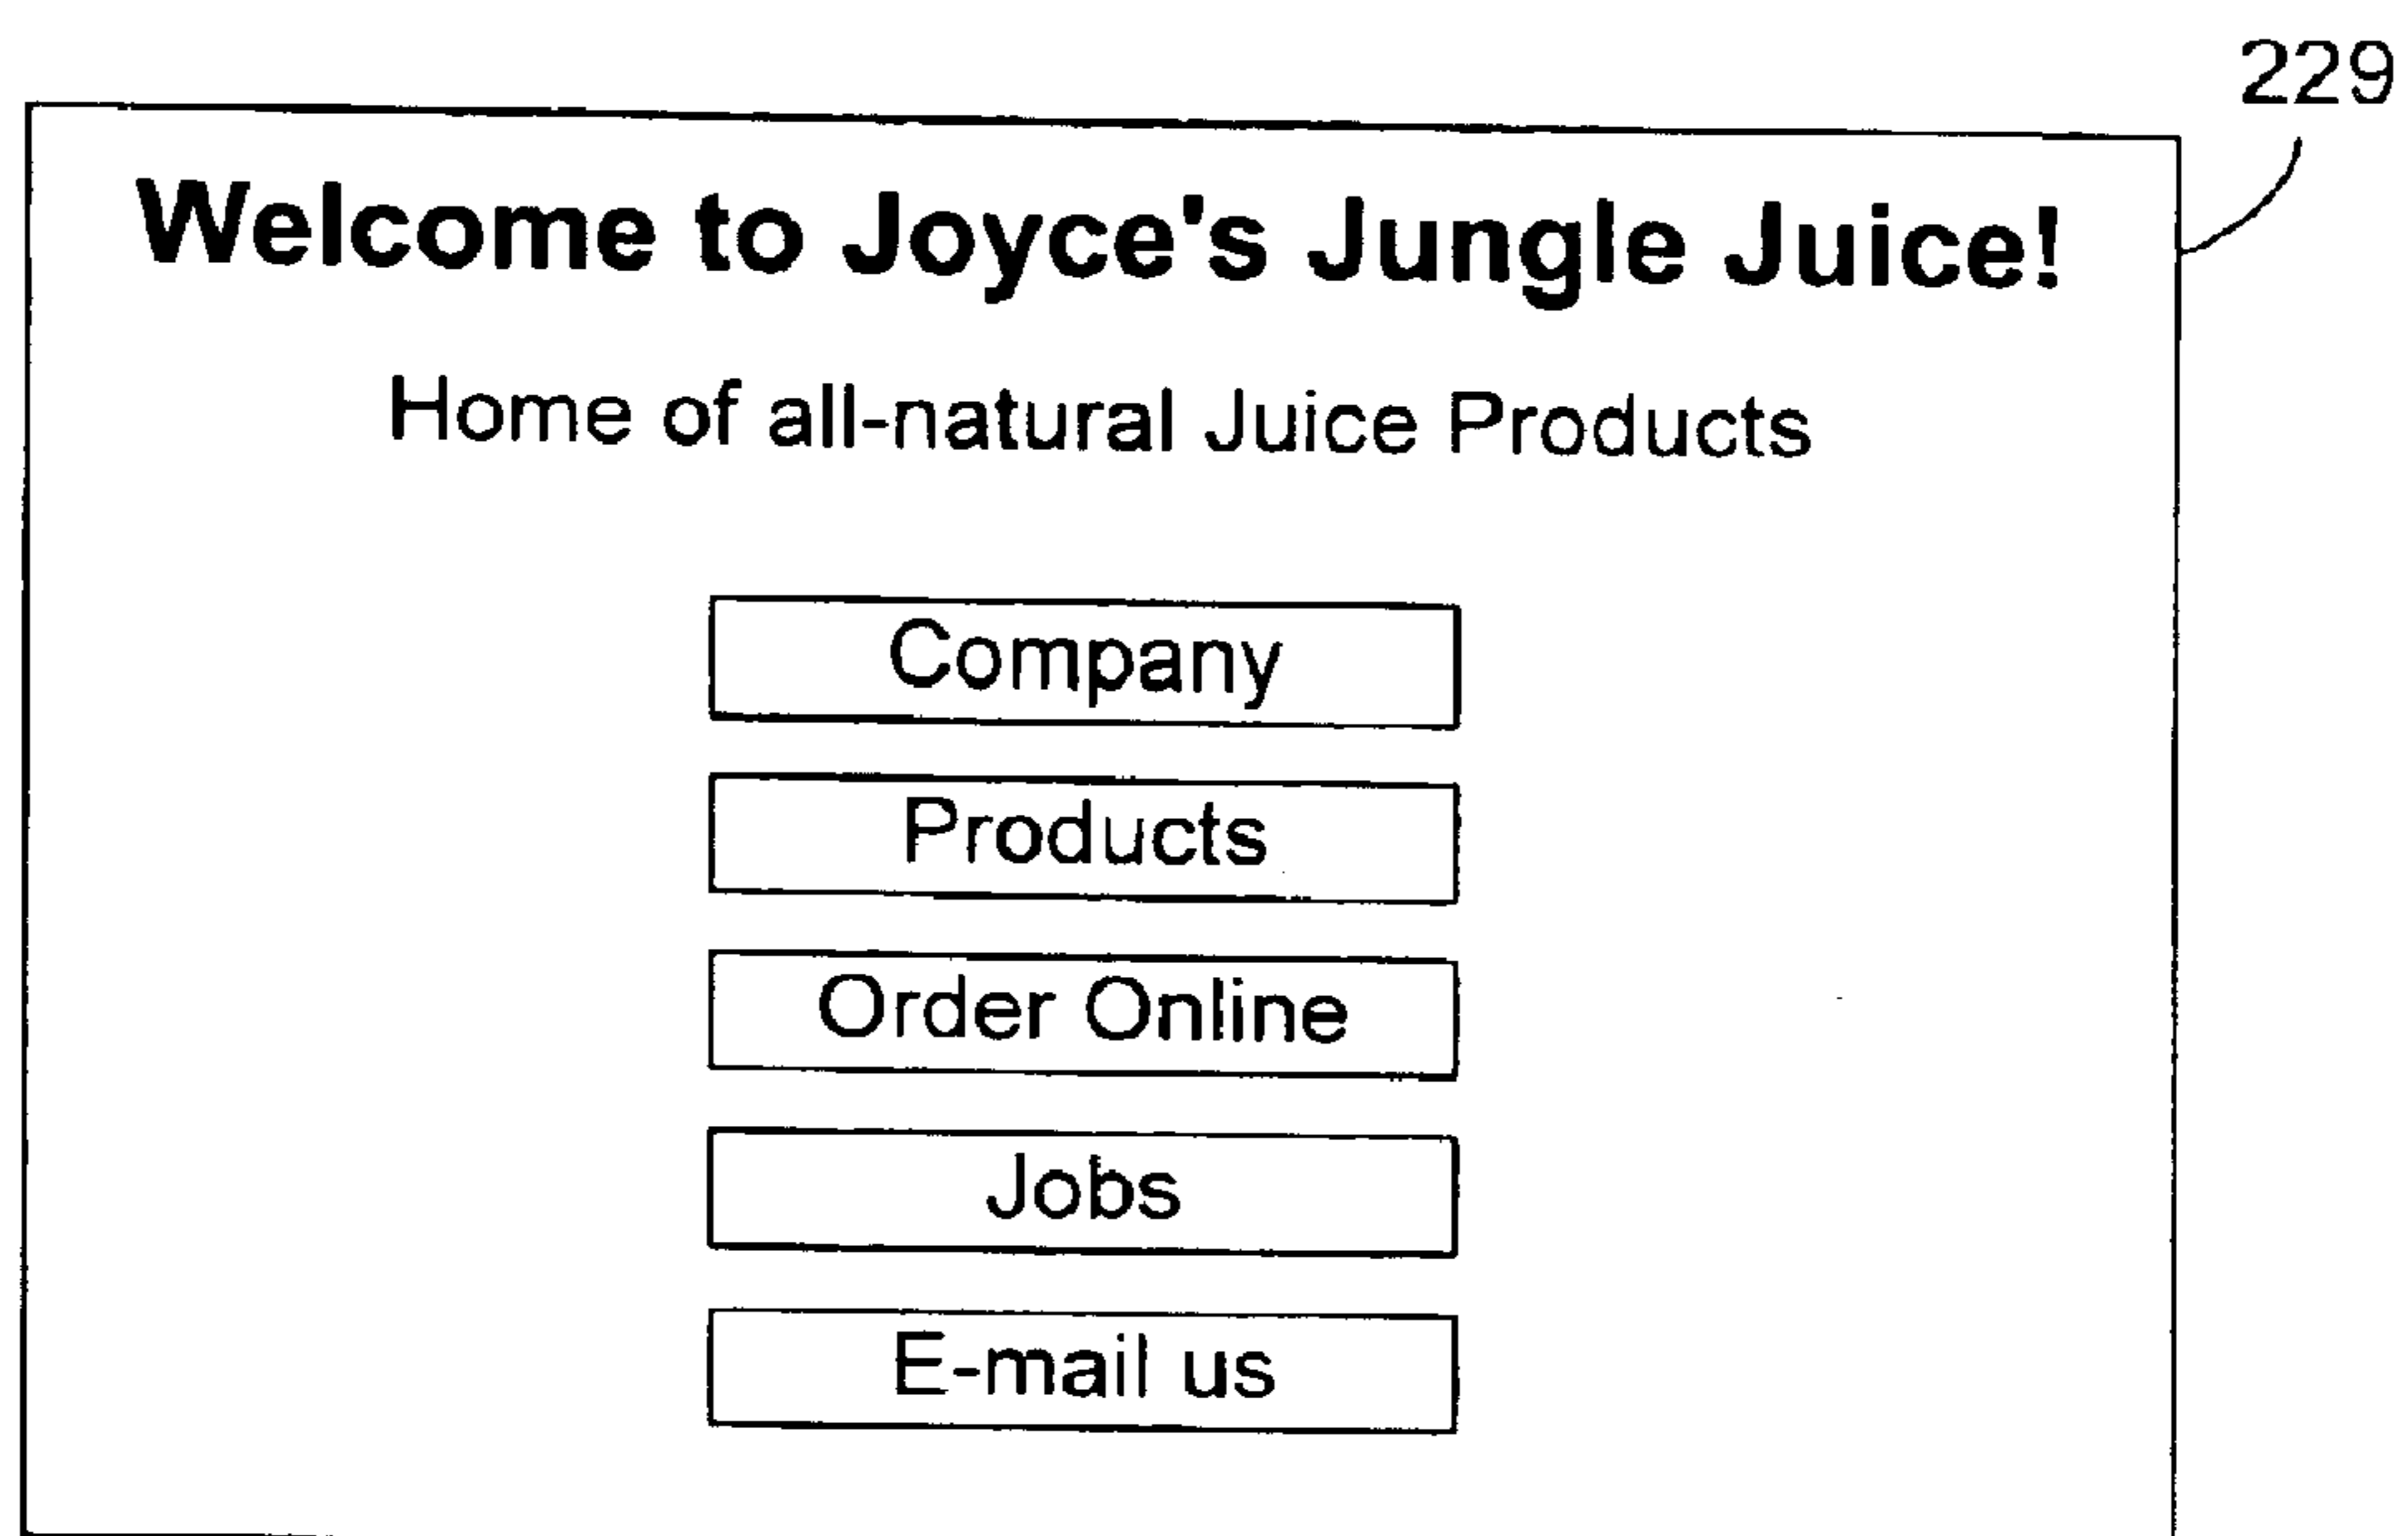 229
Welcome to Joyce's Jungle Juice!
Home of all-natural Juice Products
Company
Products
Order Online
Jobs
E-mail us